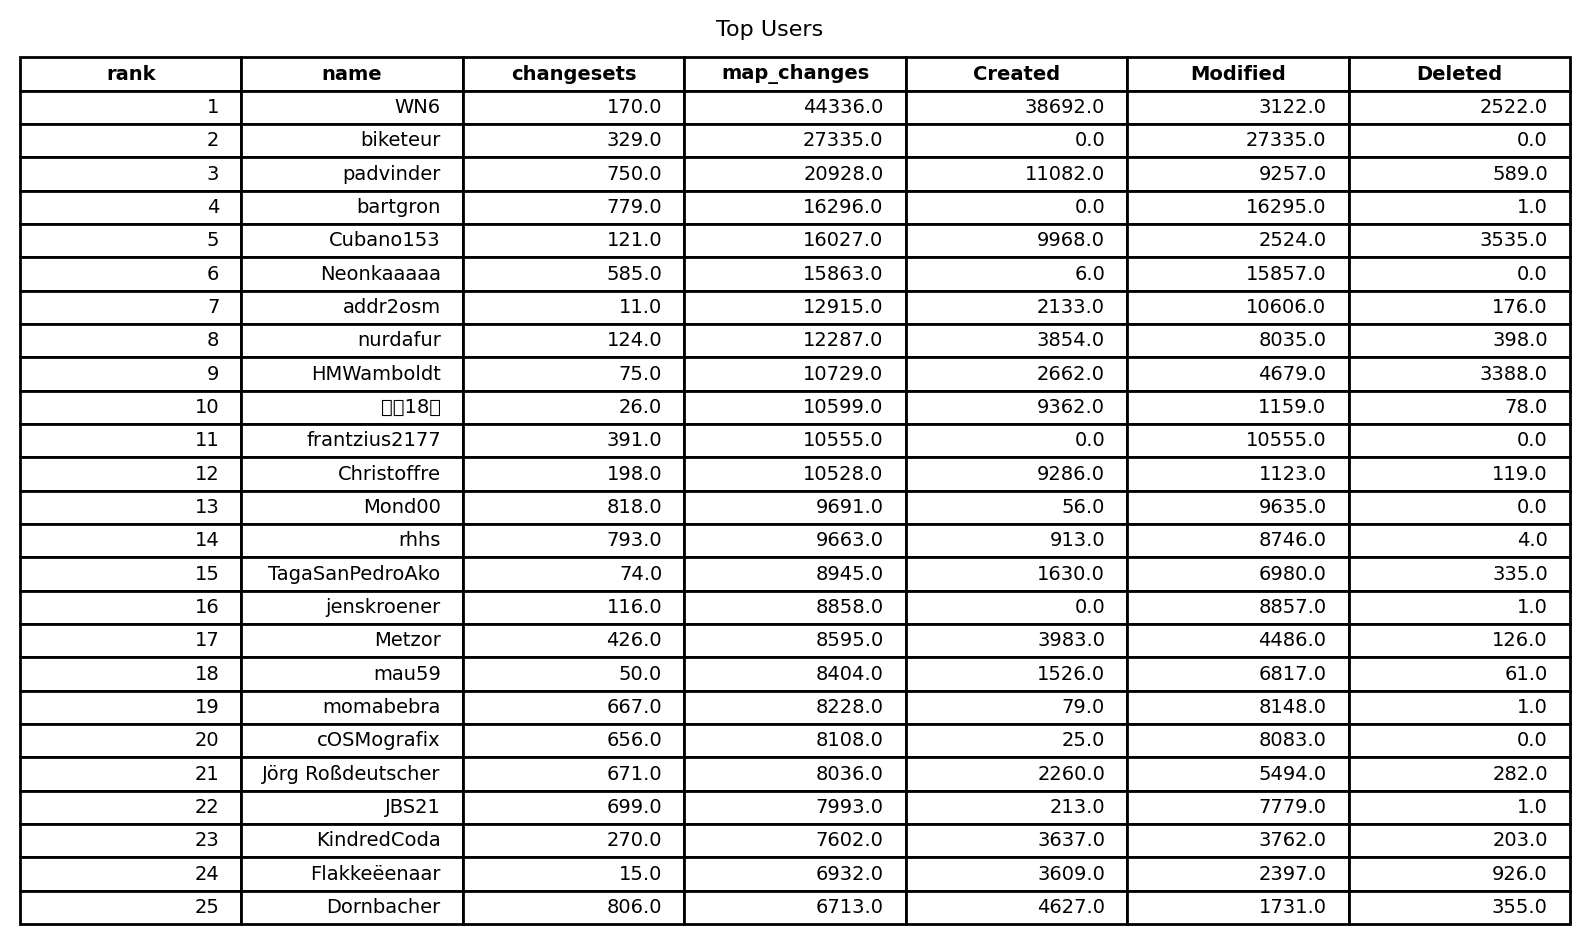 Top Users
rank name changesets map_changes Created Modified Deleted
1 WN6 170.0 44336.0 38692.0 3122.0 2522.0
2 biketeur 329.0 27335.0 0.0 27335.0 0.0
3 padvinder 750.0 20928.0 11082.0 9257.0 589.0
4 bartgron 779.0 16296.0 0.0 16295.0 1.0
5 Cubano153 121.0 16027.0 9968.0 2524.0 3535.0
6 Neonkaaaaa 585.0 15863.0 6.0 15857.0 0.0
7 addr2osm 11.0 12915.0 2133.0 10606.0 176.0
8 nurdafur 124.0 12287.0 3854.0 8035.0 398.0
9 HMWamboldt 75.0 10729.0 2662.0 4679.0 3388.0
10 18 26.0 10599.0 9362.0 1159.0 78.0
11 frantzius2177 391.0 10555.0 0.0 10555.0 0.0
12 Christoffre 198.0 10528.0 9286.0 1123.0 119.0
13 Mond00 818.0 9691.0 56.0 9635.0 0.0
14 rhhs 793.0 9663.0 913.0 8746.0 4.0
15 TagaSanPedroAko 74.0 8945.0 1630.0 6980.0 335.0
16 jenskroener 116.0 8858.0 0.0 8857.0 1.0
17 Metzor 426.0 8595.0 3983.0 4486.0 126.0
18 mau59 50.0 8404.0 1526.0 6817.0 61.0
19 momabebra 667.0 8228.0 79.0 8148.0 1.0
20 cOSMografix 656.0 8108.0 25.0 8083.0 0.0
21 Jörg Roßdeutscher 671.0 8036.0 2260.0 5494.0 282.0
22 JBS21 699.0 7993.0 213.0 7779.0 1.0
23 KindredCoda 270.0 7602.0 3637.0 3762.0 203.0
24 Flakkeëenaar 15.0 6932.0 3609.0 2397.0 926.0
25 Dornbacher 806.0 6713.0 4627.0 1731.0 355.0